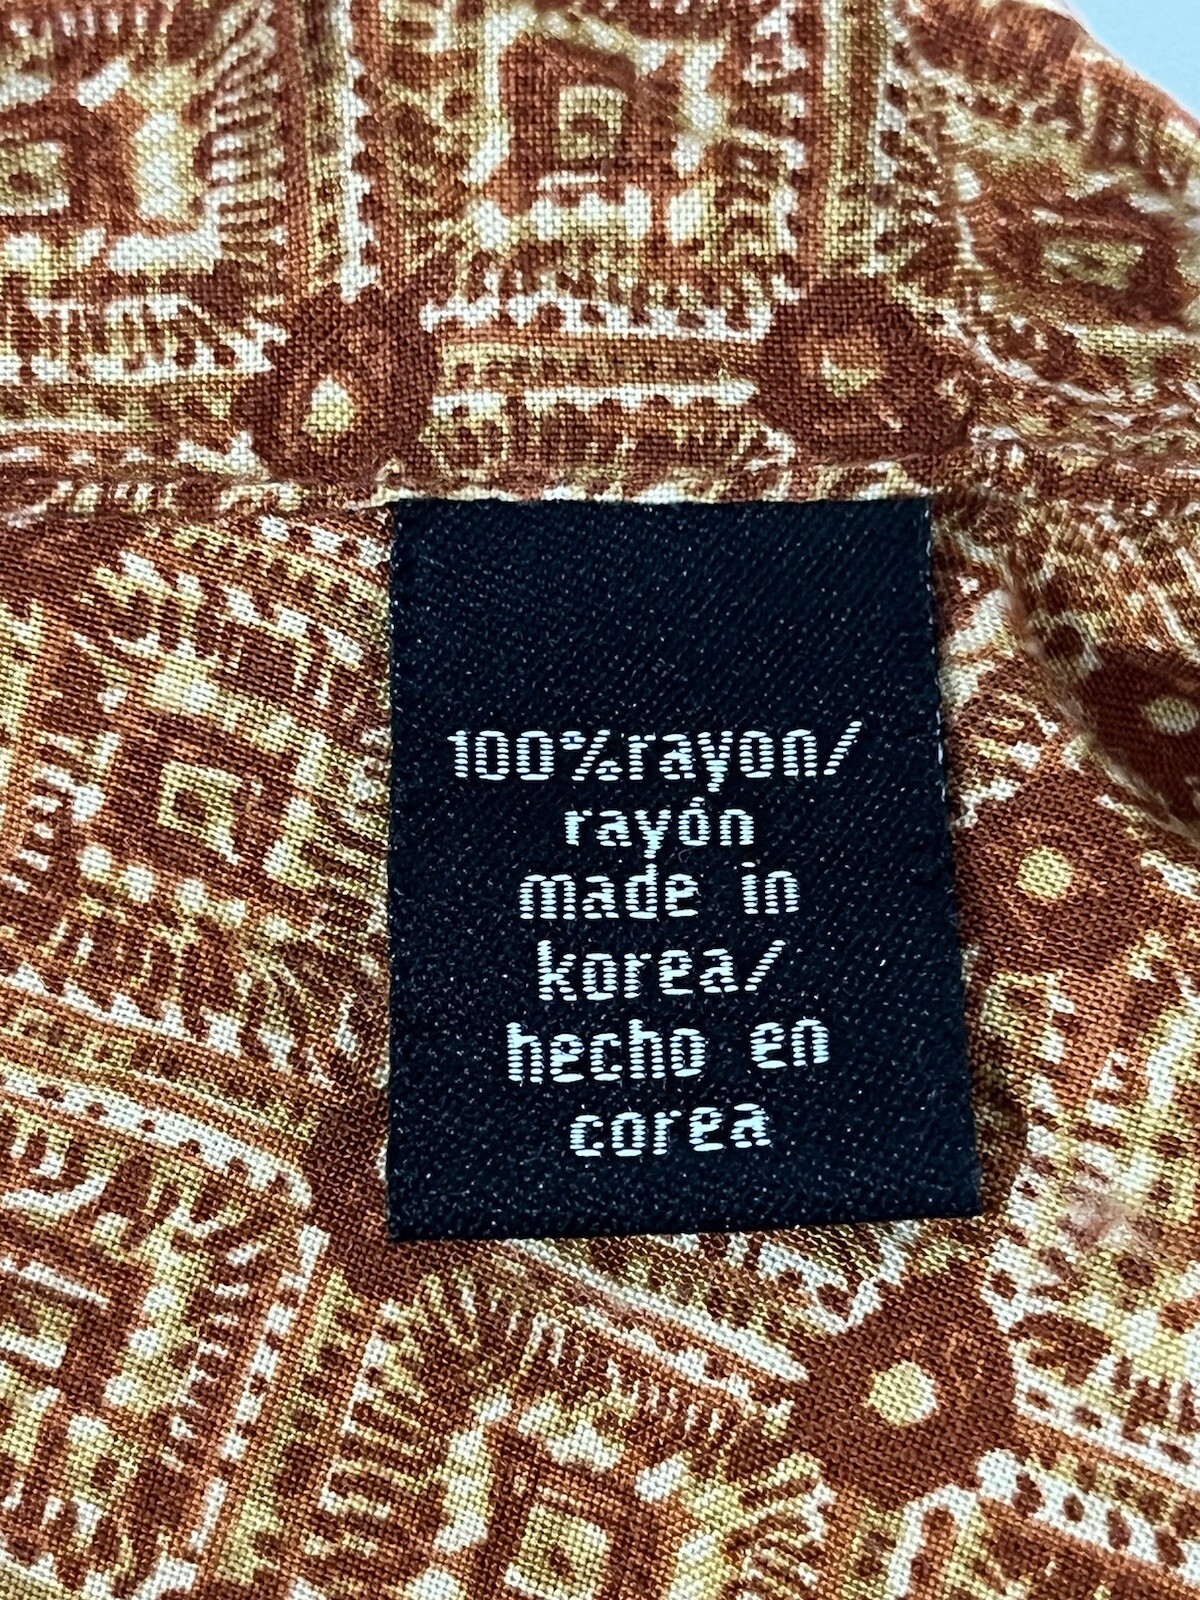 100%rayon/
rayón
made in
korea/
hecho en
corea